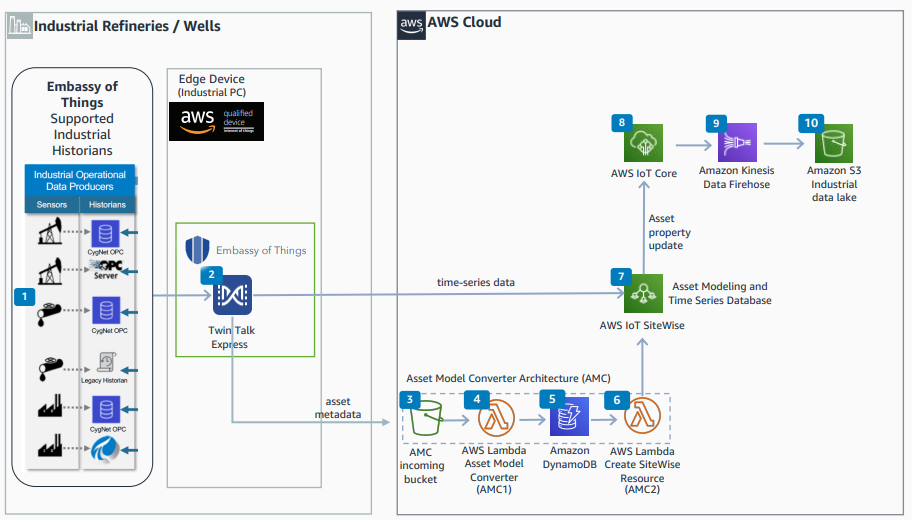 Industrial Refineries / Wells
aws
AWS Cloud
Embassy of
Things
Supported
Industrial
Historians
Industrial Operational
Data Producers
Sensors
Historians
CygNet OPC
OPC
Server
CygNet OPC
Legacy Historian
CygNet OPC
1
Edge Device
(Industrial PC)
aws
qualified
device
internet of things
Embassy of Things
2
Twin Talk
Express
time-series data
asset
metadata
8
AWS IoT Core
9
Amazon Kinesis
Data Firehose
10
Amazon S3
Industrial
data lake
Asset
property
update
7
Asset Modeling and
Time Series Database
AWS IoT SiteWise
Asset Model Converter Architecture (AMC)
3
AMC
incoming
bucket
4
AWS Lambda
Asset Model
Converter
(AMC1)
5
Amazon
DynamoDB
6
AWS Lambda
Create SiteWise
Resource
(AMC2)